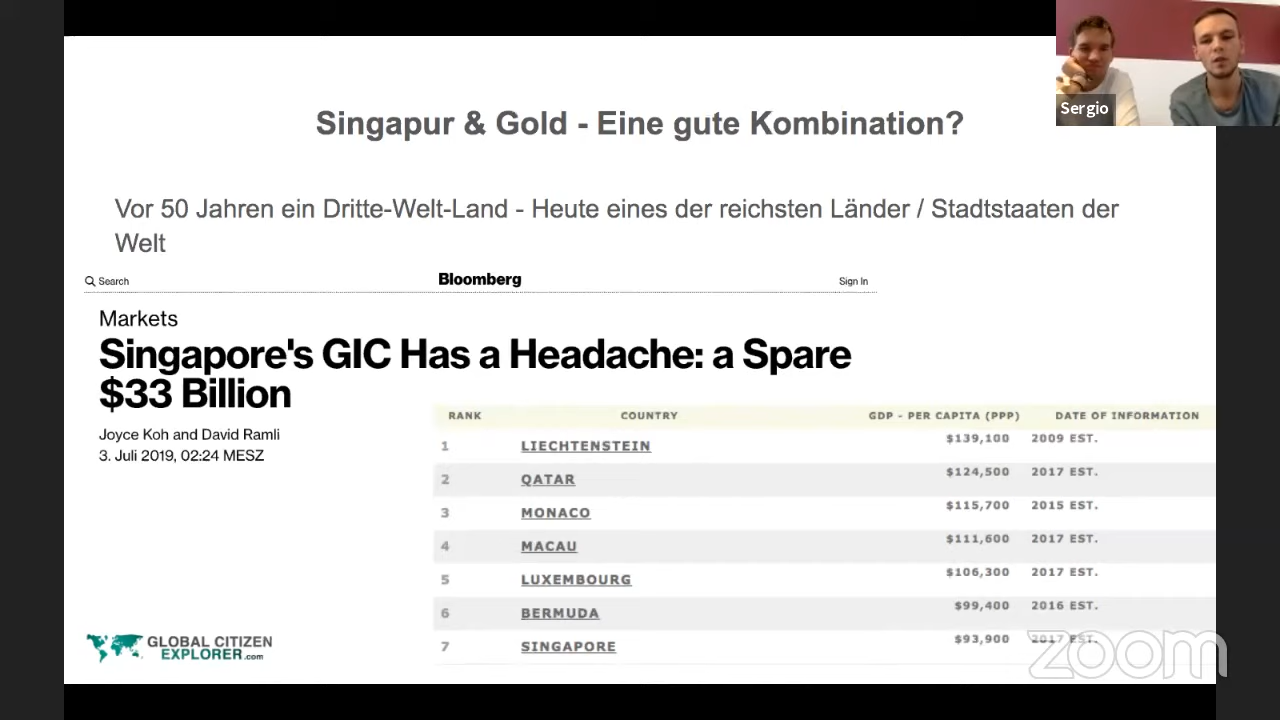 Sergio
Singapur & Gold - Eine gute Kombination?
Vor 50 Jahren ein Dritte-Welt-Land - Heute eines der reichsten Länder / Stadtstaaten der
Welt
Search Bloomberg Sign In
Markets
Singapore's GIC Has a Headache: a Spare
$33 Billion
Joyce Koh and David Ramli
3. Juli 2019, 02:24 MESZ
RANK COUNTRY GDP - PER CAPITA (PPP) DATE OF INFORMATION
1 LIECHTENSTEIN $139,100 2009 EST.
2 QATAR $124,500 2017 EST.
3 MONACO $115,700 2015 EST.
4 MACAU $111,600 2017 EST.
5 LUXEMBOURG $106,300 2017 EST.
6 BERMUDA $99,400 2016 EST.
7 SINGAPORE $93,900 2017 EST.
GLOBAL CITIZEN
EXPLORER.com
zoom